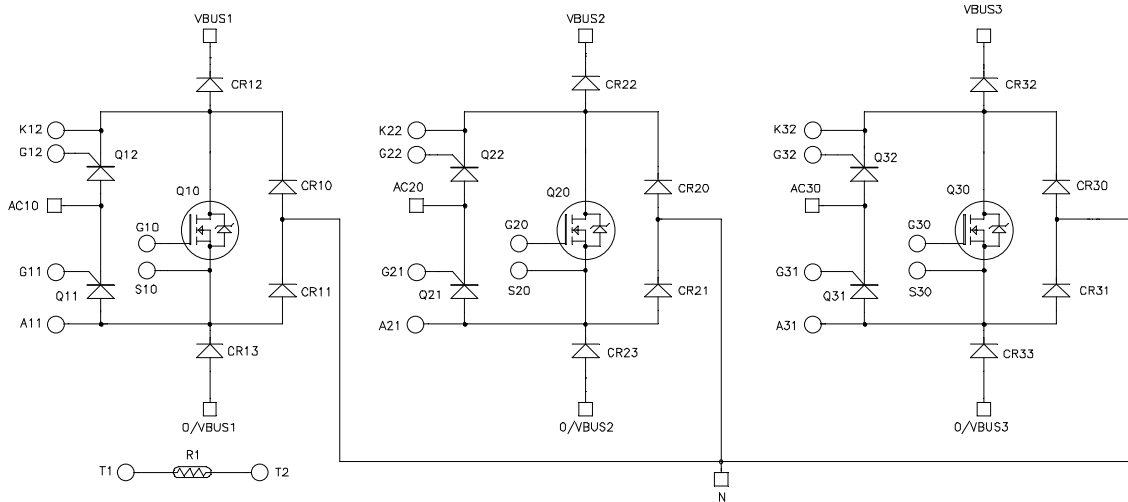 VBUS1
VBUS2
VBUS3
CR12
CR22
CR32
K12
K22
K32
G12
Q12
G22
Q22
G32
Q32
Q10
CR10
Q20
CR20
Q30
CR30
AC10
AC20
AC30
G10
G20
G30
G11
Q11
S10
CR11
G21
Q21
S20
CR21
G31
Q31
S30
CR31
A11
A21
A31
CR13
CR23
CR33
0/VBUS1
0/VBUS2
0/VBUS3
R1
T1
T2
N